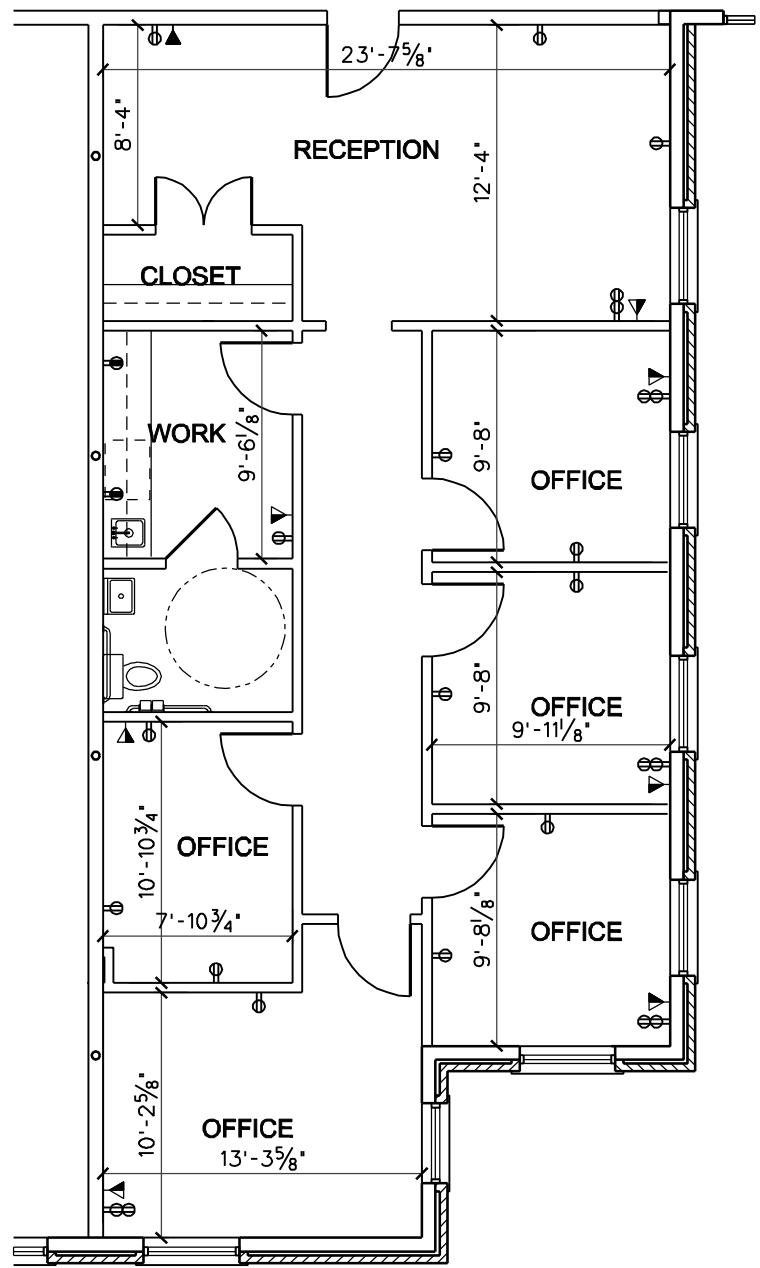 23'-7⅝"
8'-4"
RECEPTION
12'-4"
CLOSET
WORK
9'-6⅛"
9'-8"
OFFICE
9'-8"
OFFICE
9'-11⅛"
10'-10¾"
OFFICE
7'-10¾"
9'-8⅛"
OFFICE
10'-2⅝"
OFFICE
13'-3⅝"